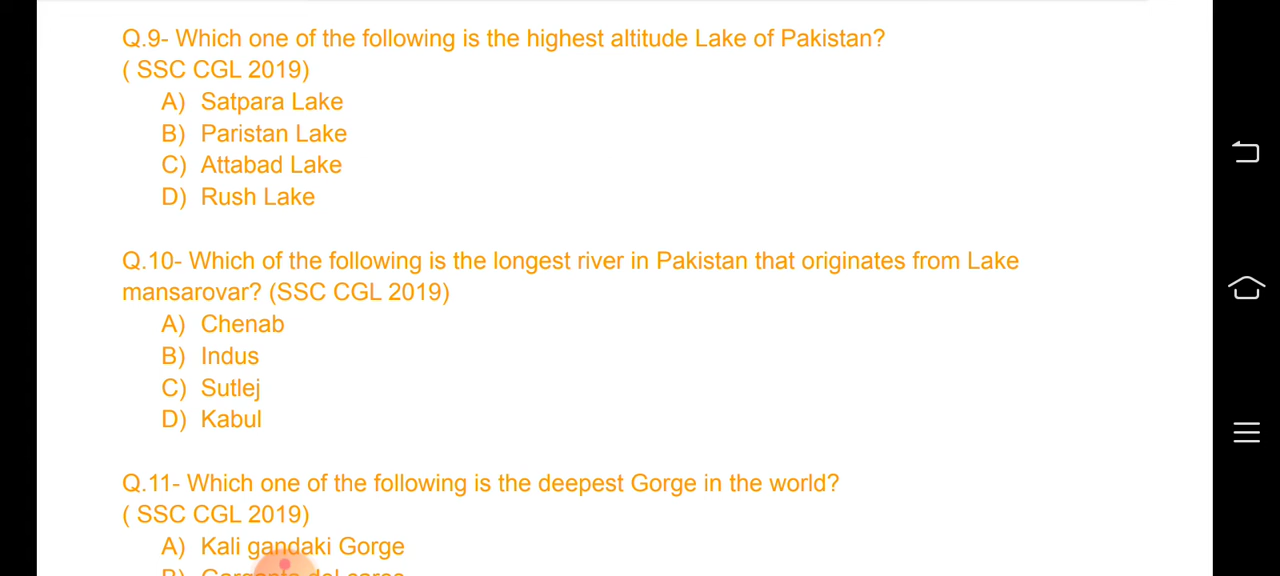 Q.9- Which one of the following is the highest altitude Lake of Pakistan?
( SSC CGL 2019)
A) Satpara Lake
B) Paristan Lake
C) Attabad Lake
D) Rush Lake
Q.10- Which of the following is the longest river in Pakistan that originates from Lake
mansarovar? (SSC CGL 2019)
A) Chenab
B) Indus
C) Sutlej
D) Kabul
Q.11- Which one of the following is the deepest Gorge in the world?
( SSC CGL 2019)
A) Kali gandaki Gorge